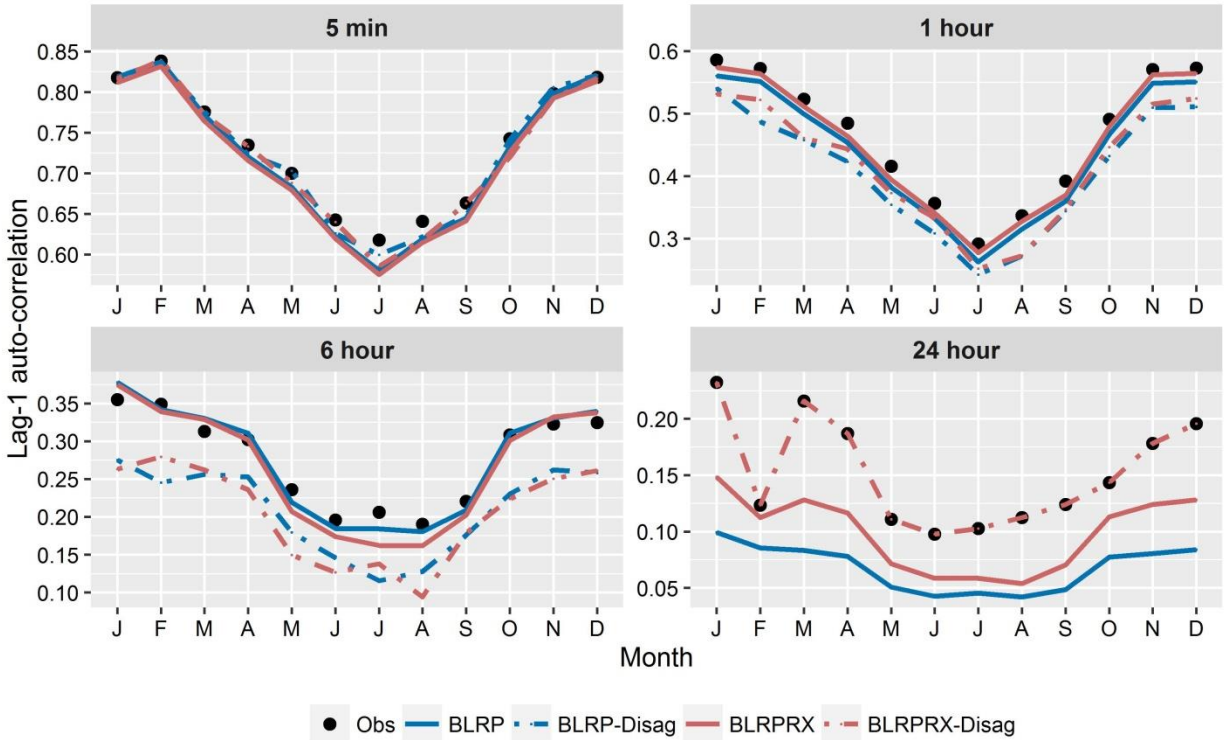 5 min
1 hour
0.85
0.80
0.75
0.70
0.65
0.60
J F M A M J J A S O N D
0.6
0.5
0.4
0.3
J F M A M J J A S O N D
Lag-1 auto-correlation
6 hour
24 hour
0.35
0.30
0.25
0.20
0.15
0.10
J F M A M J J A S O N D
0.20
0.15
0.10
0.05
J F M A M J J A S O N D
Month
Obs BLRP BLRP-Disag BLRPRX BLRPRX-Disag